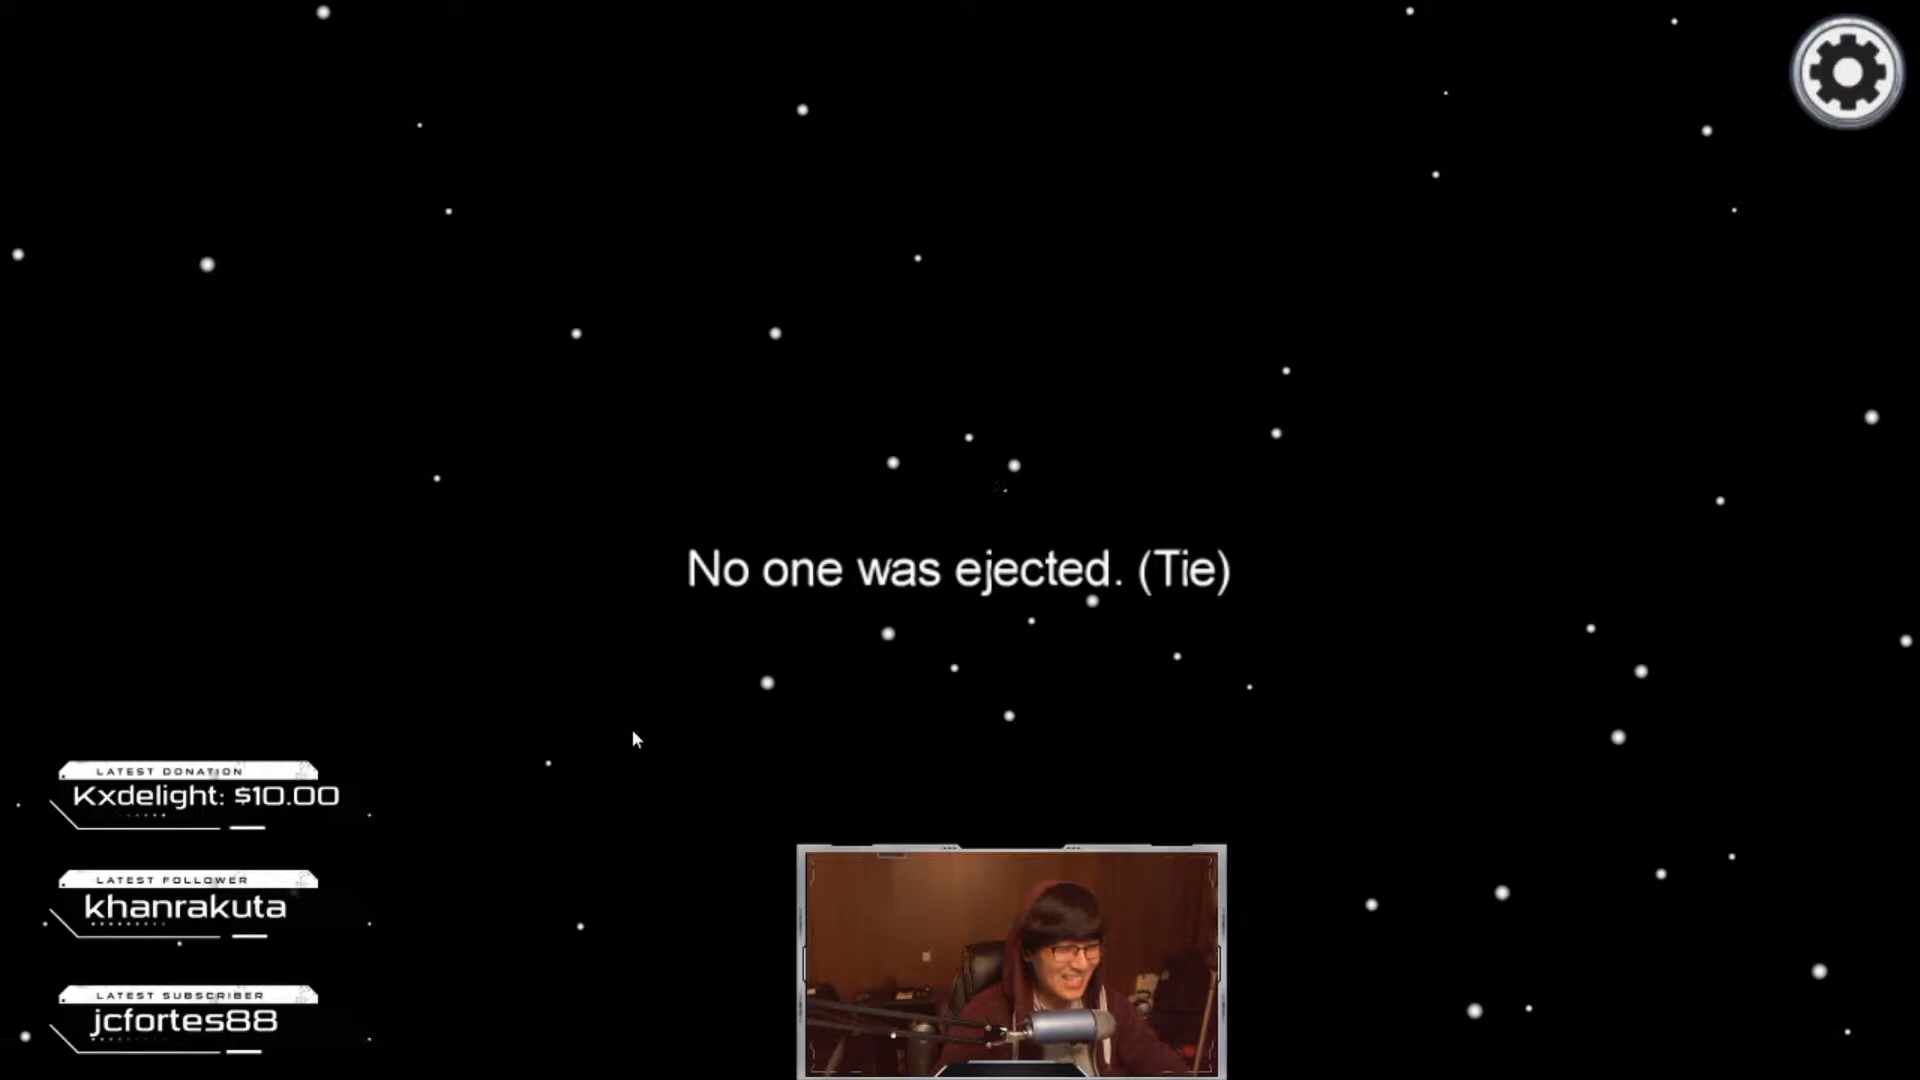 No one was ejected. (Tie)
LATEST DONATION
Kxdelight: $10.00
LATEST FOLLOWER
khanrakuta
LATEST SUBSCRIBER
jcfortes88